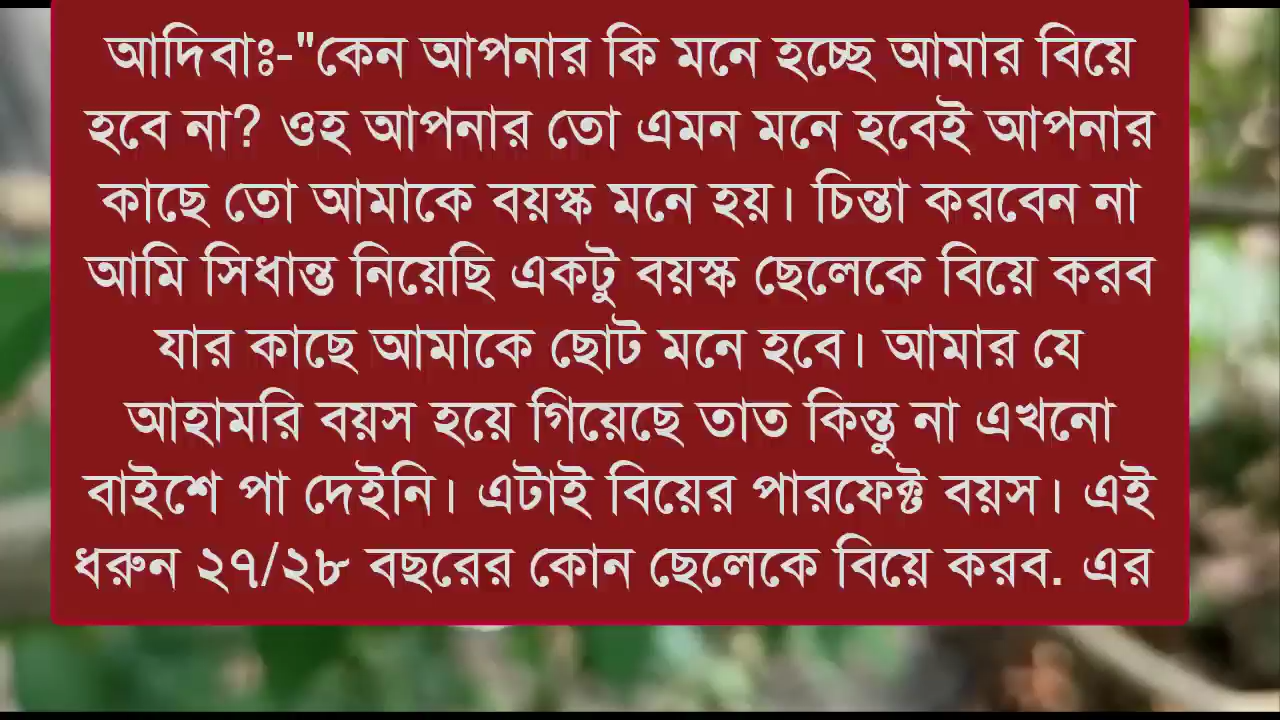 আদিবাঃ-"কেন আপনার কি মনে হচ্ছে আমার বিয়ে
হবে না? ওহ আপনার তো এমন মনে হবেই আপনার
কাছে তো আমাকে বয়স্ক মনে হয়। চিন্তা করবেন না
আমি সিধান্ত নিয়েছি একটু বয়স্ক ছেলেকে বিয়ে করব
যার কাছে আমাকে ছোট মনে হবে। আমার যে
আহামরি বয়স হয়ে গিয়েছে তাত কিন্তু না এখনো
বাইশে পা দেইনি। এটাই বিয়ের পারফেক্ট বয়স। এই
ধরুন ২৭/২৮ বছরের কোন ছেলেকে বিয়ে করব. এর